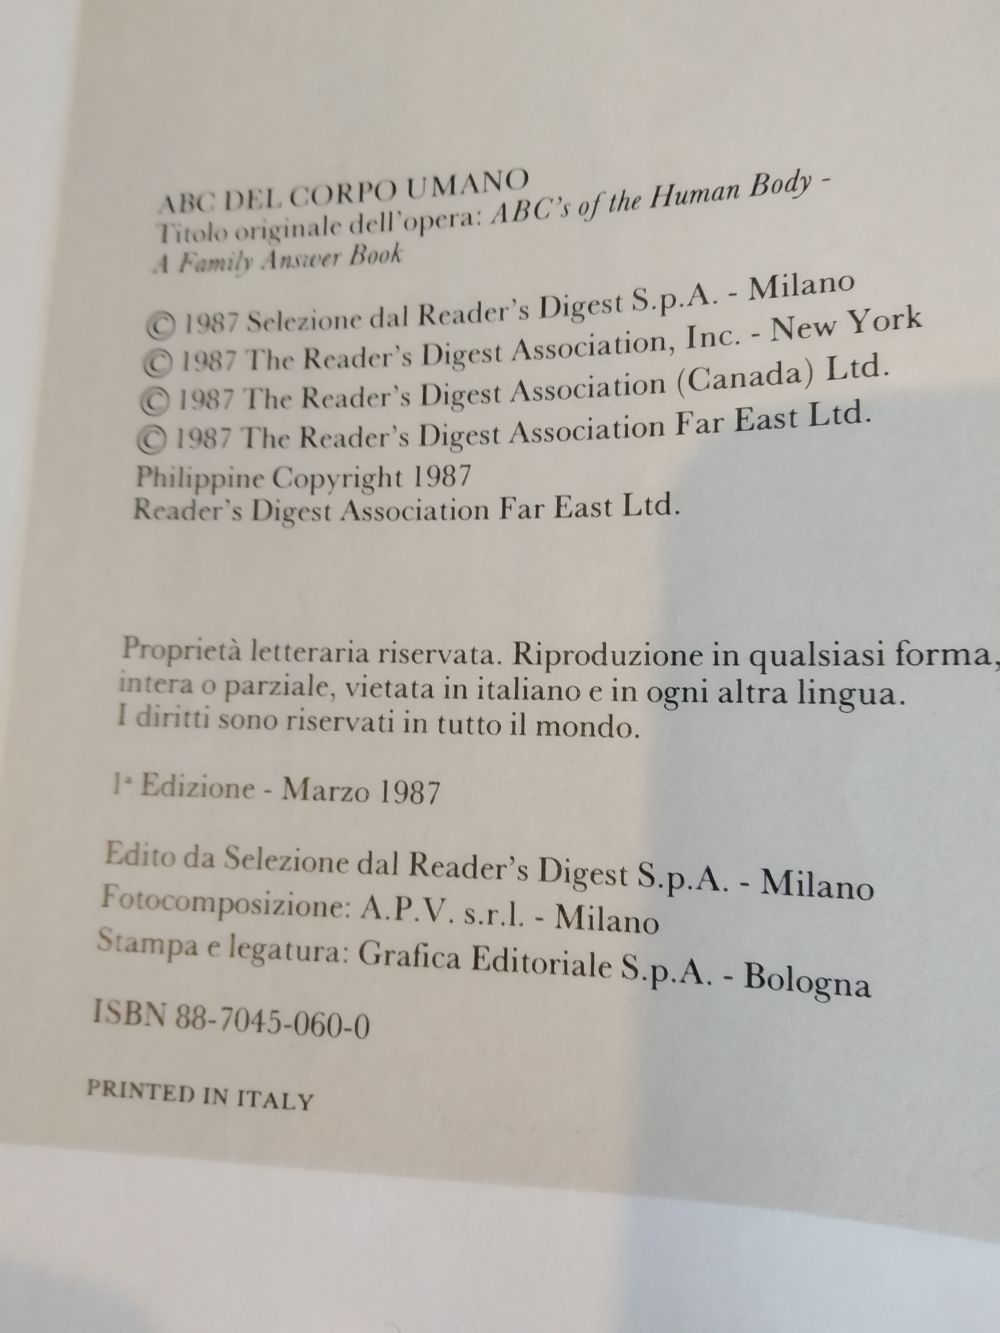 ABC DEL CORPO UMANO
Titolo originale dell'opera: ABC's of the Human Body -
A Family Answer Book
© 1987 Selezione dal Reader's Digest S.p.A. - Milano
© 1987 The Reader's Digest Association, Inc. - New York
© 1987 The Reader's Digest Association (Canada) Ltd.
© 1987 The Reader's Digest Association Far East Ltd.
Philippine Copyright 1987
Reader's Digest Association Far East Ltd.
Proprietà letteraria riservata. Riproduzione in qualsiasi forma,
intera o parziale, vietata in italiano e in ogni altra lingua.
I diritti sono riservati in tutto il mondo.
1ª Edizione - Marzo 1987
Edito da Selezione dal Reader's Digest S.p.A. - Milano
Fotocomposizione: A.P.V. s.r.l. - Milano
Stampa e legatura: Grafica Editoriale S.p.A. - Bologna
ISBN 88-7045-060-0
PRINTED IN ITALY